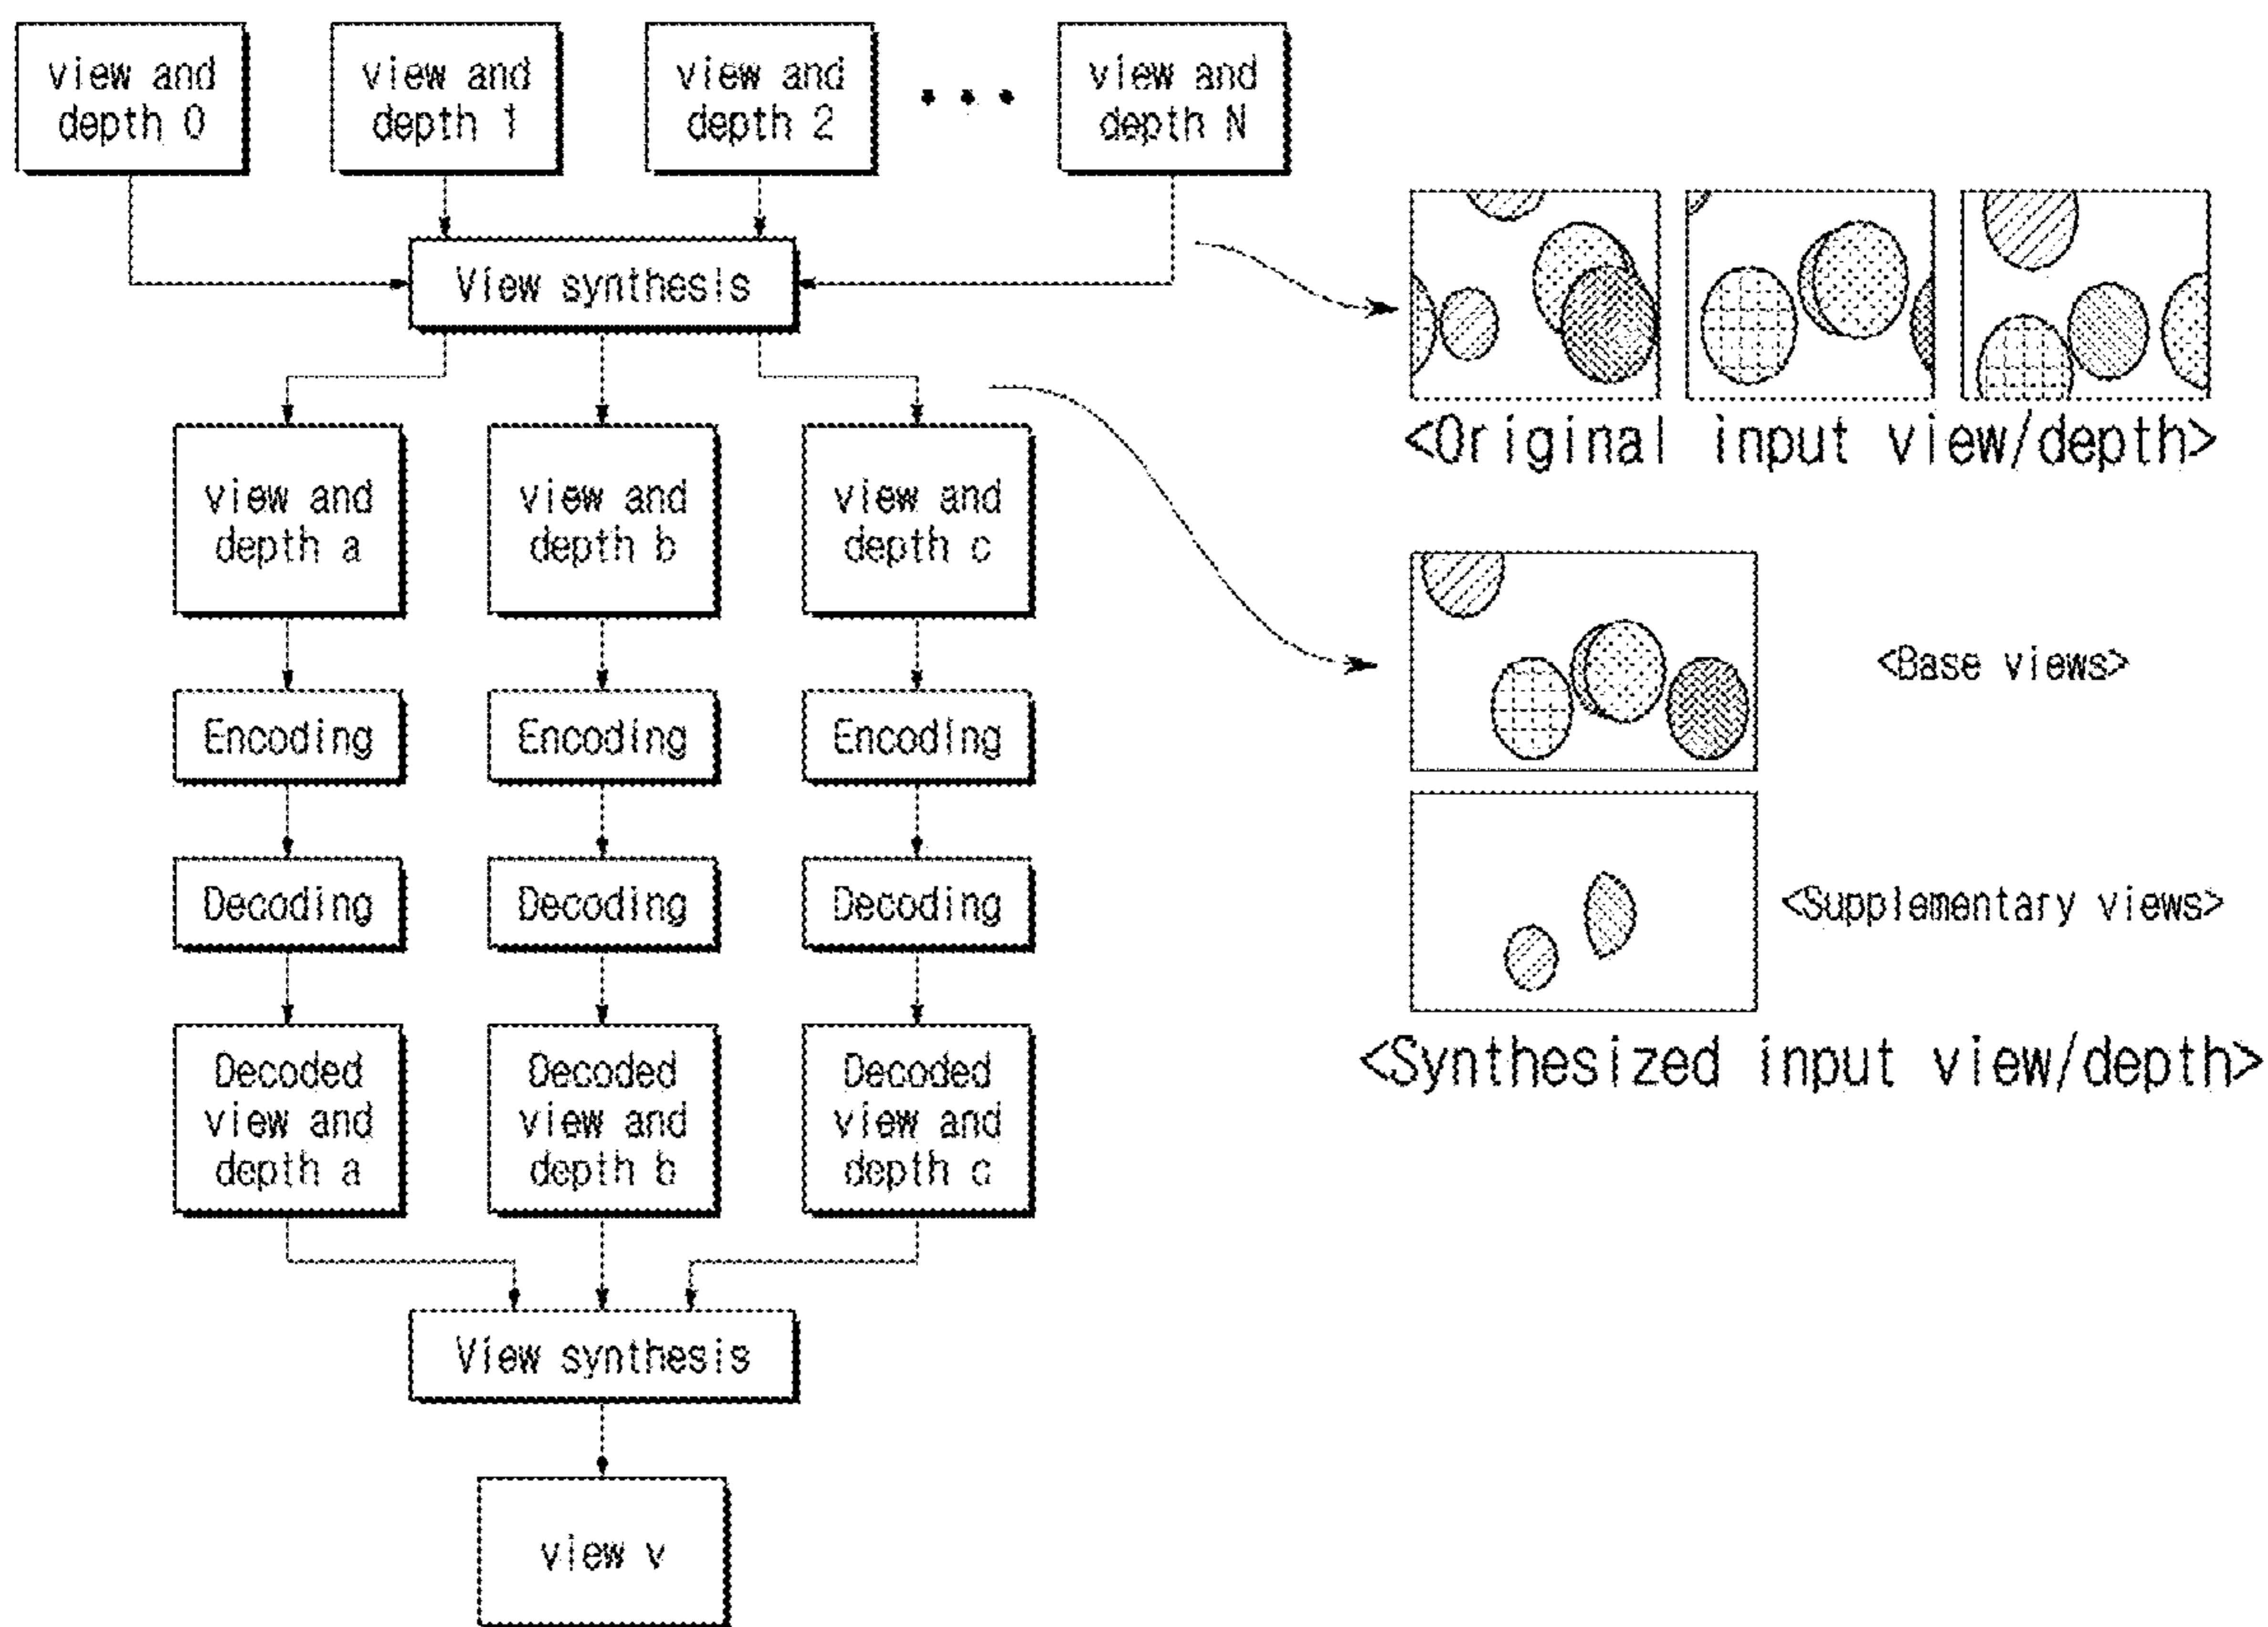 view and
depth 0
view and
depth 1
view and
depth 2
• • •
view and
depth N
View synthesis
<Original input view/depth>
view and
depth a
view and
depth b
view and
depth c
<Base views>
Encoding
Encoding
Encoding
Decoding
Decoding
Decoding
<Supplementary views>
<Synthesized input view/depth>
Decoded
view and
depth a
Decoded
view and
depth b
Decoded
view and
depth c
View synthesis
view v